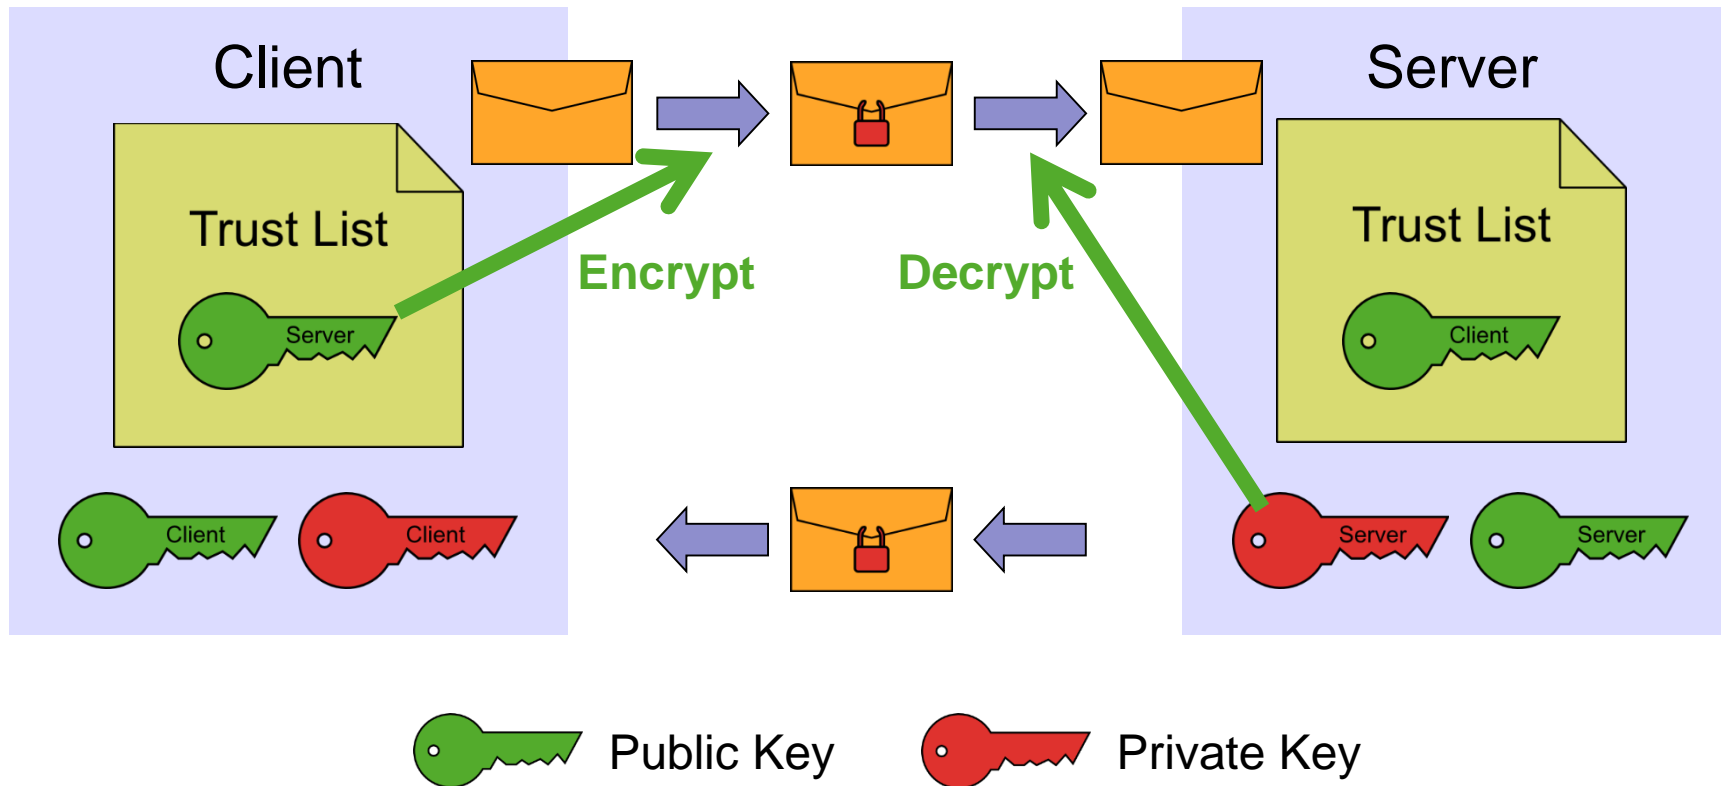 Client
Server
Trust List
Trust List
Encrypt
Decrypt
Server
Client
Client
Client
Server
Server
Public Key
Private Key